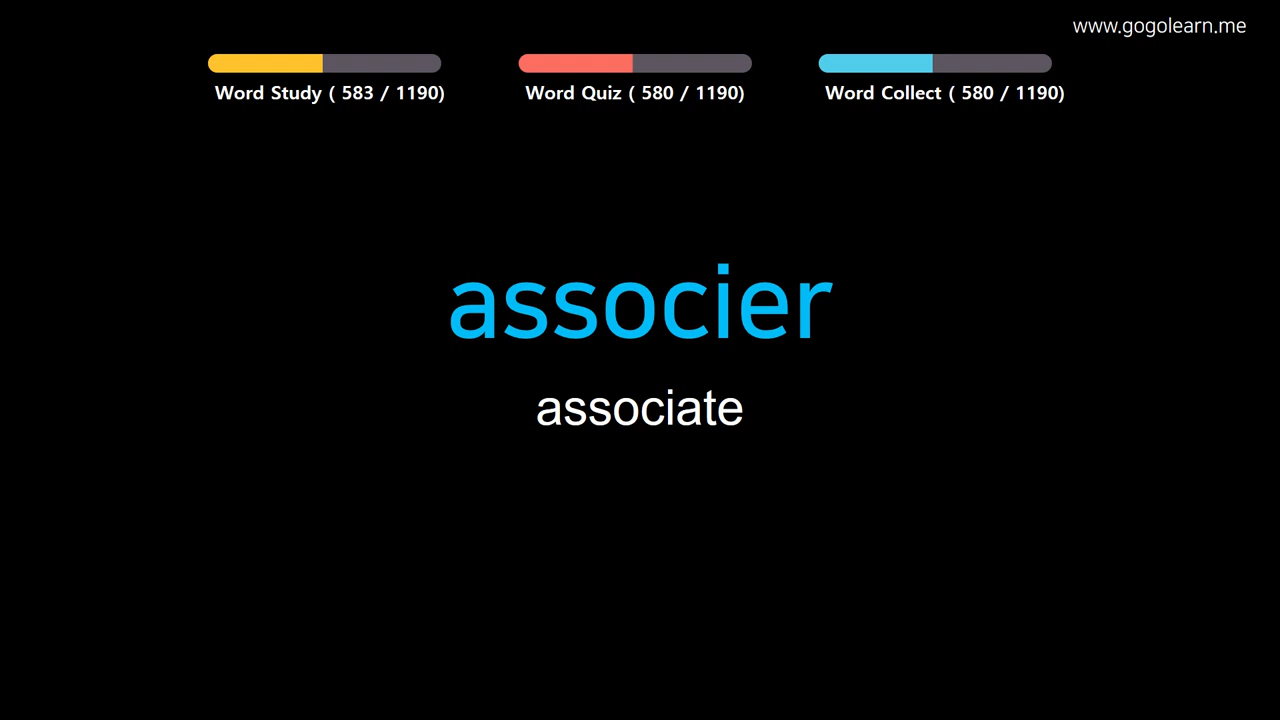 www.gogolearn.me
Word Study ( 583 / 1190)
Word Quiz ( 580 / 1190)
Word Collect ( 580 / 1190)
associer
associate